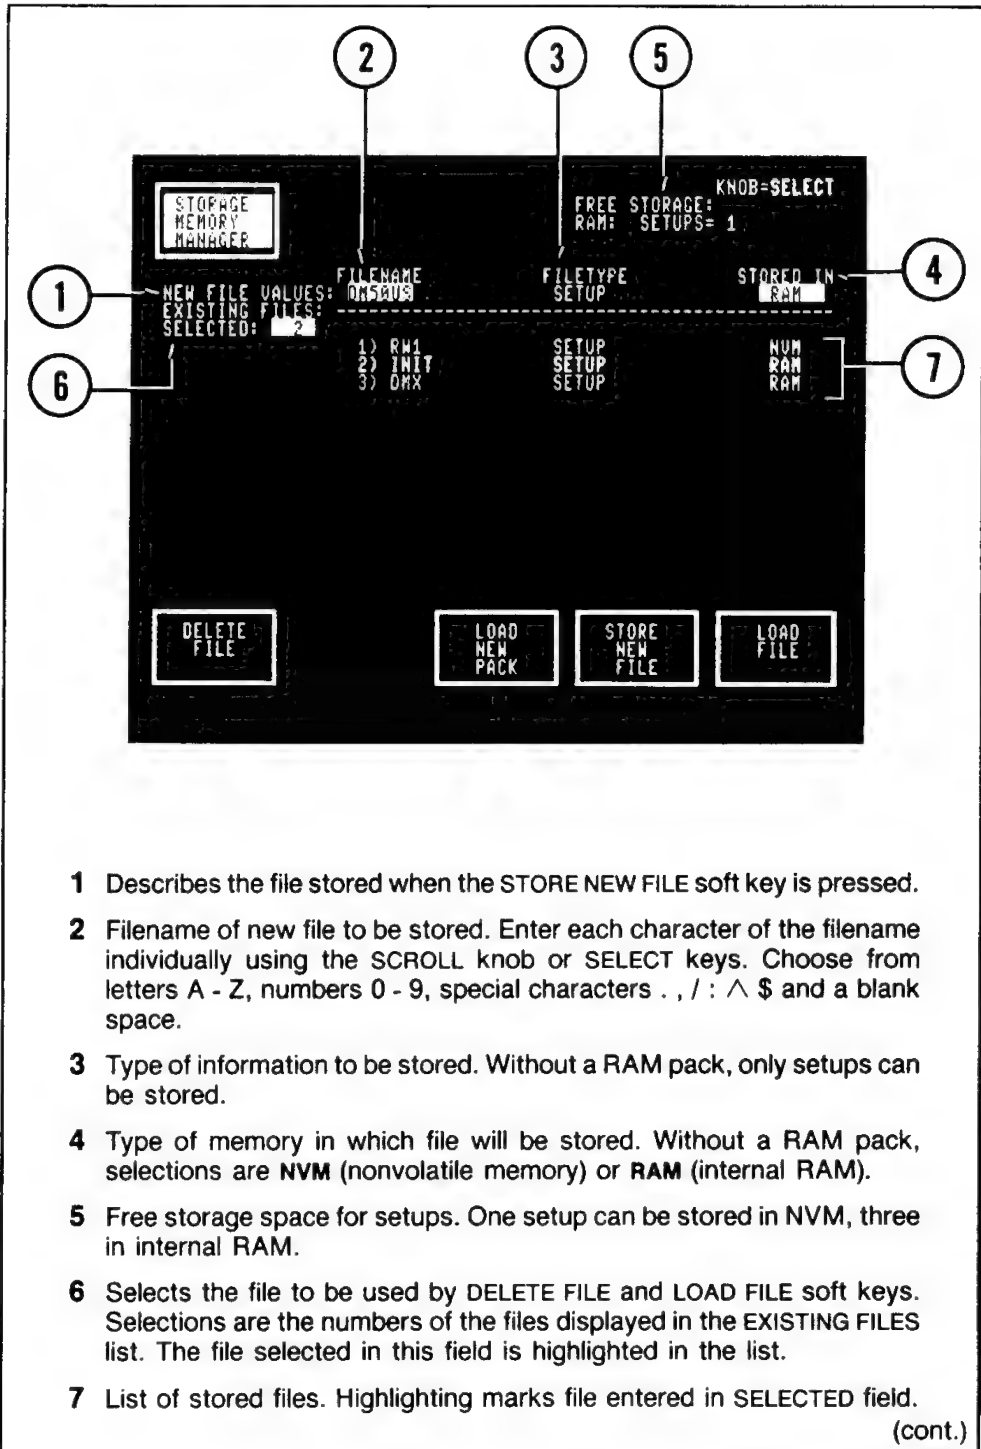 2 3 5
KNOB=SELECT
STORAGE
MEMORY
MANAGER
FREE STORAGE:
RAM: SETUPS= 1
FILENAME FILETYPE STORED IN 4
1 NEW FILE VALUES: SETUP RAM
EXISTING FILES:
SELECTED: 2
6 7
1) RW1 SETUP NVM
2) INIT SETUP RAM
3) DMX SETUP RAM
DELETE
FILE
LOAD
NEW
PACK
STORE
NEW
FILE
LOAD
FILE
1 Describes the file stored when the STORE NEW FILE soft key is pressed.
2 Filename of new file to be stored. Enter each character of the filename
individually using the SCROLL knob or SELECT keys. Choose from
letters A - Z, numbers 0 - 9, special characters . , / : ∧ $ and a blank
space.
3 Type of information to be stored. Without a RAM pack, only setups can
be stored.
4 Type of memory in which file will be stored. Without a RAM pack,
selections are NVM (nonvolatile memory) or RAM (internal RAM).
5 Free storage space for setups. One setup can be stored in NVM, three
in internal RAM.
6 Selects the file to be used by DELETE FILE and LOAD FILE soft keys.
Selections are the numbers of the files displayed in the EXISTING FILES
list. The file selected in this field is highlighted in the list.
7 List of stored files. Highlighting marks file entered in SELECTED field.
(cont.)